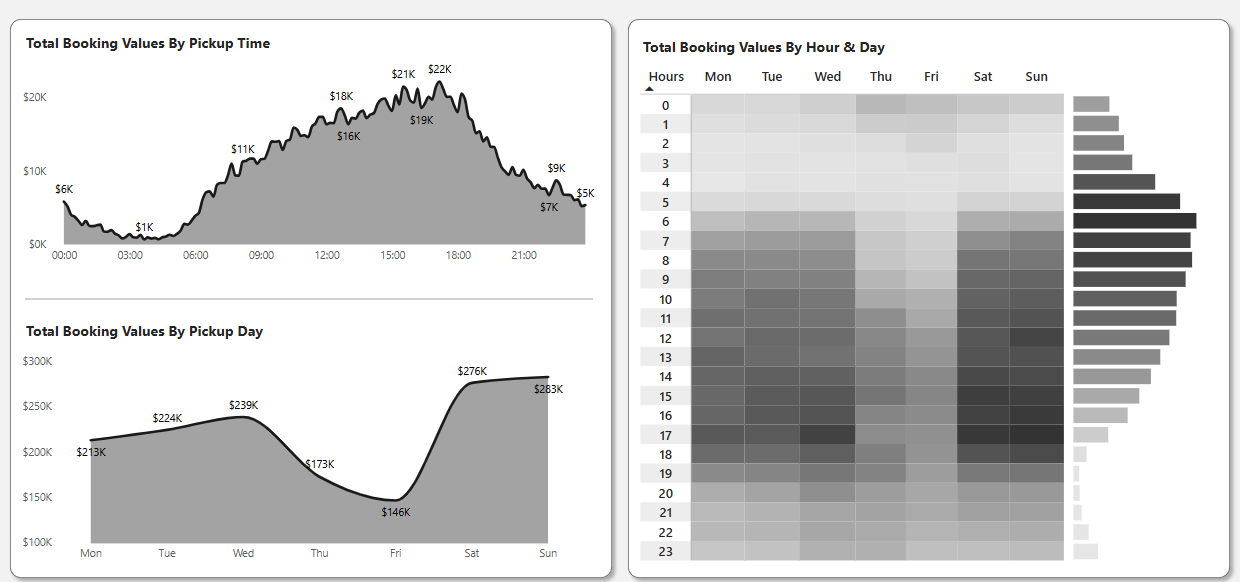 Total Booking Values By Pickup Time
$20K
$10K
$0K
$6K
$1K
$11K
$18K
$16K
$21K
$19K
$22K
$9K
$7K
$5K
00:00 03:00 06:00 09:00 12:00 15:00 18:00 21:00
Total Booking Values By Pickup Day
$300K
$250K
$200K
$150K
$100K
$213K
$224K
$239K
$173K
$146K
$276K
$283K
Mon Tue Wed Thu Fri Sat Sun
Total Booking Values By Hour & Day
Hours Mon Tue Wed Thu Fri Sat Sun
0
1
2
3
4
5
6
7
8
9
10
11
12
13
14
15
16
17
18
19
20
21
22
23